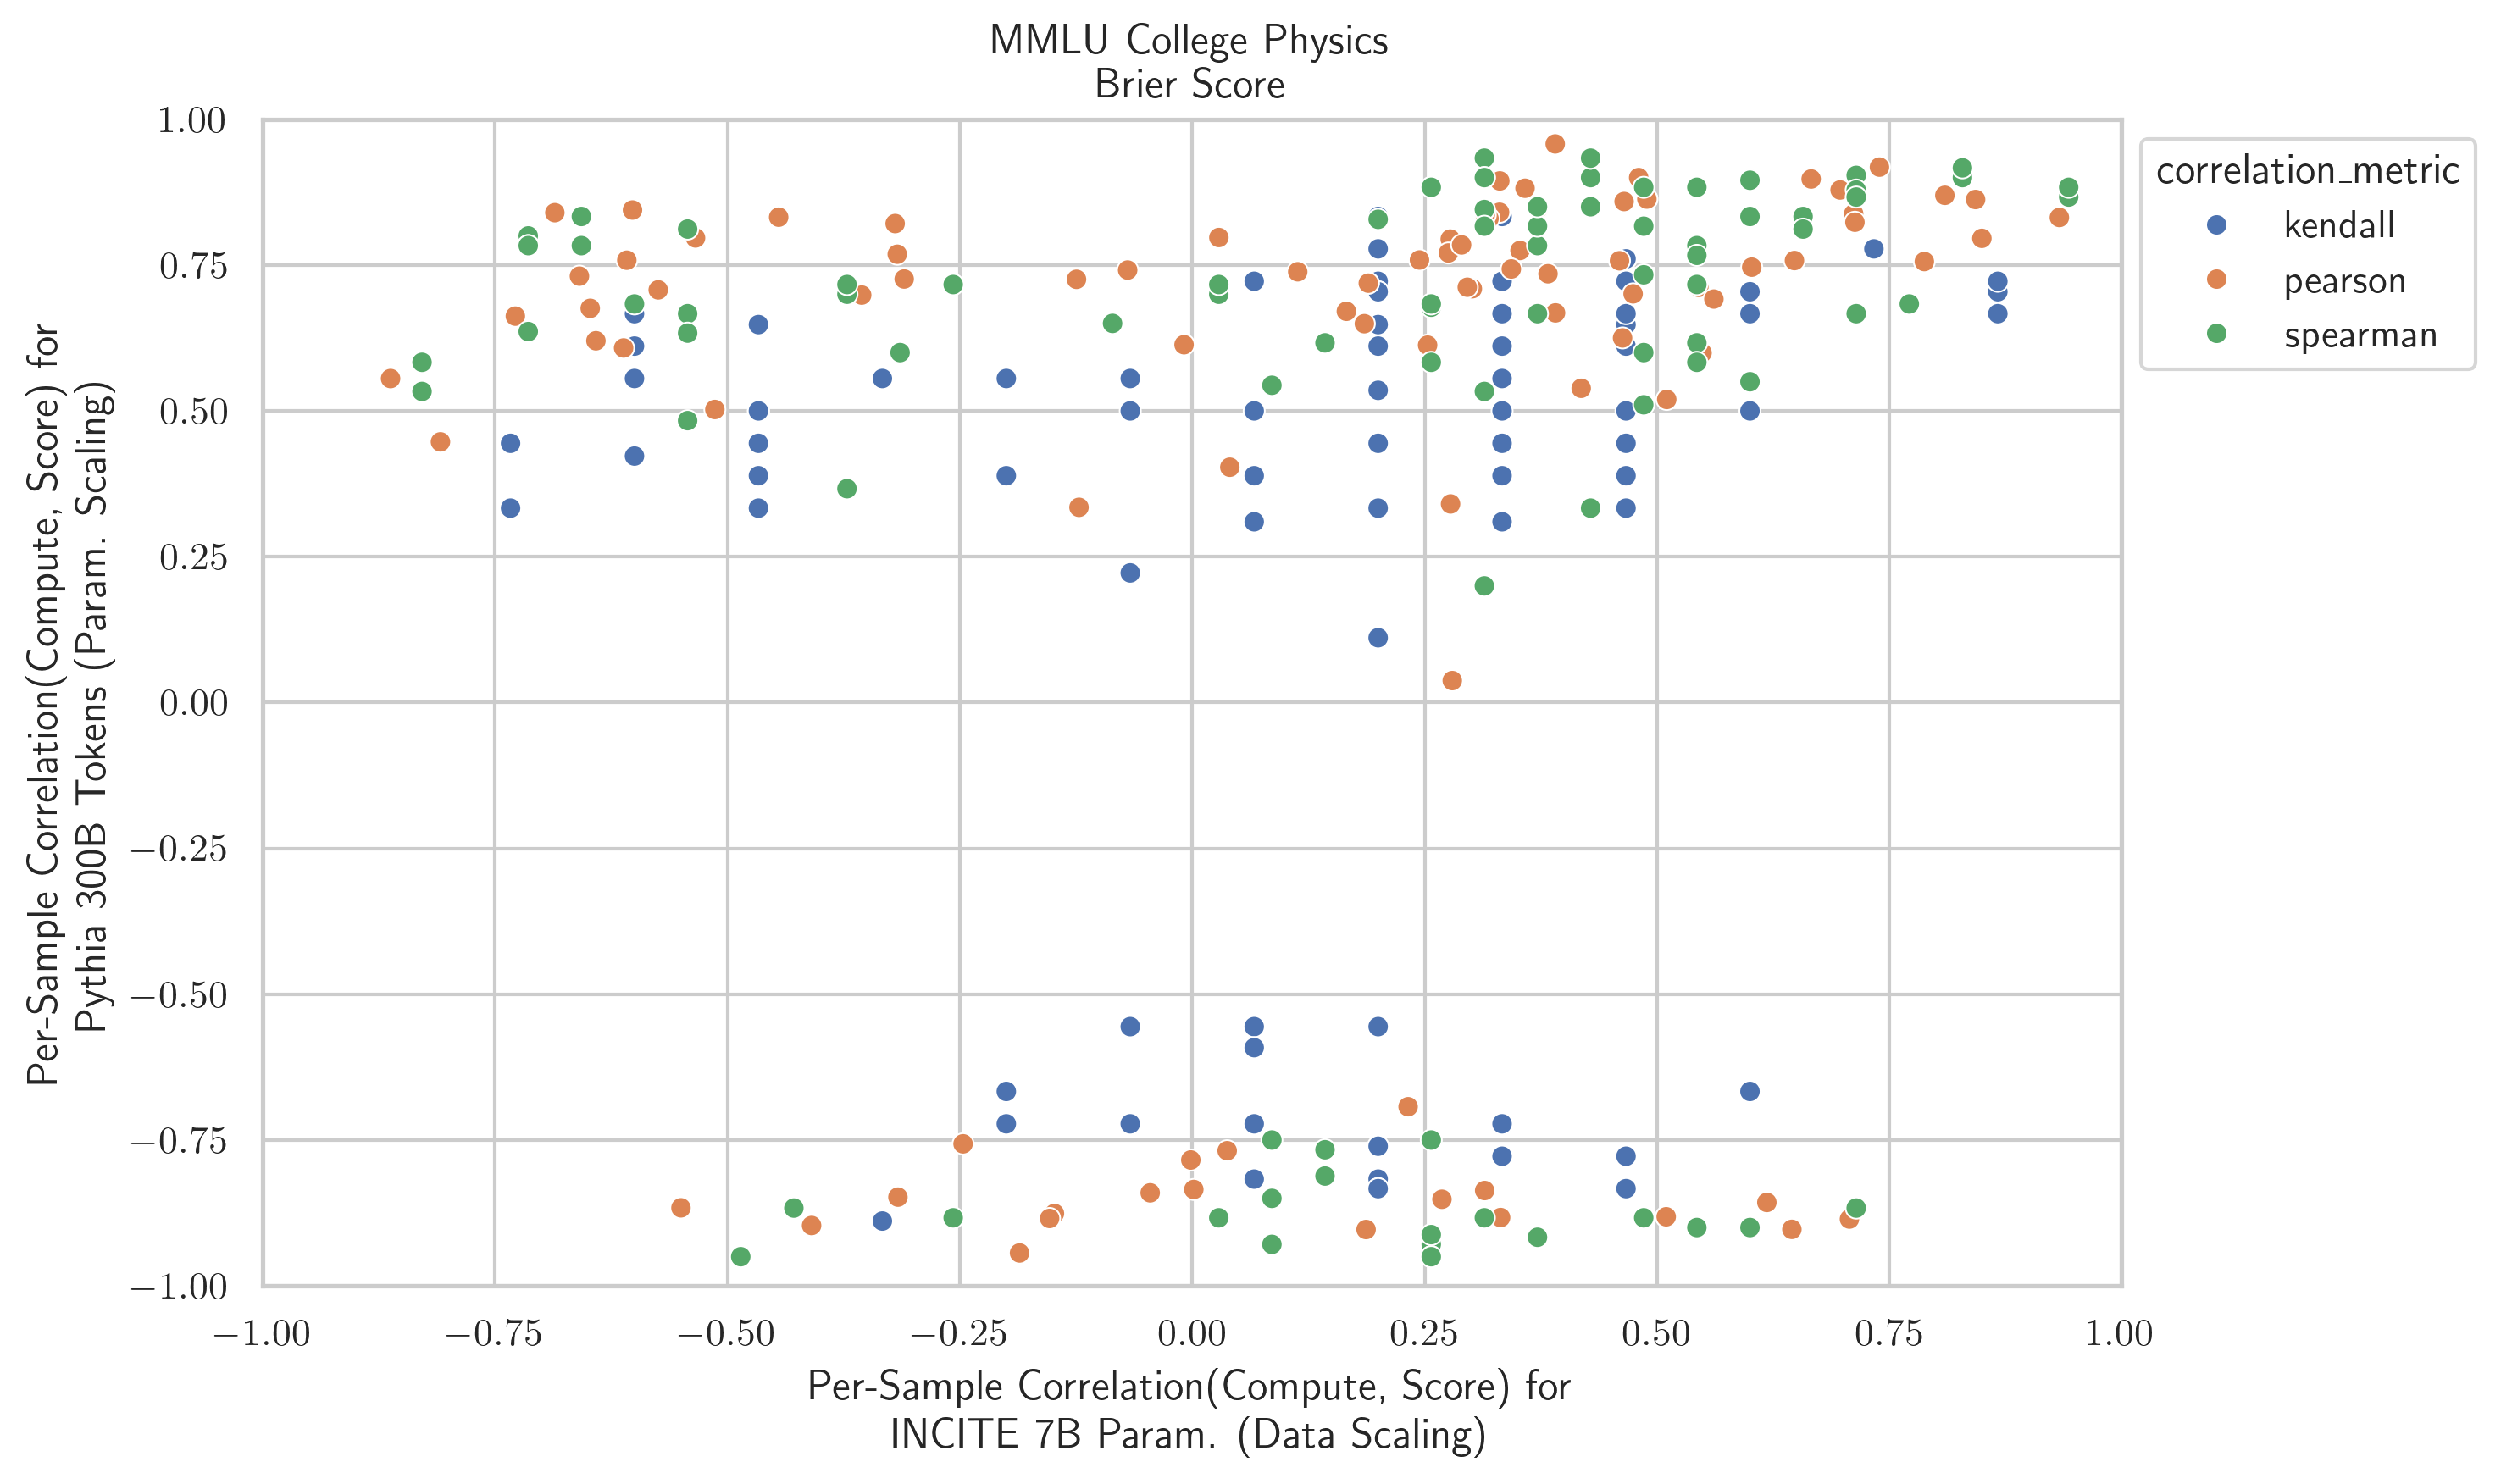 MMLU College Physics
Brier Score
Per-Sample Correlation(Compute, Score) for
Pythia 300B Tokens (Param. Scaling)
1.00
0.75
0.50
0.25
0.00
−0.25
−0.50
−0.75
−1.00
−1.00 −0.75 −0.50 −0.25 0.00 0.25 0.50 0.75 1.00
Per-Sample Correlation(Compute, Score) for
INCITE 7B Param. (Data Scaling)
correlation_metric
kendall
pearson
spearman